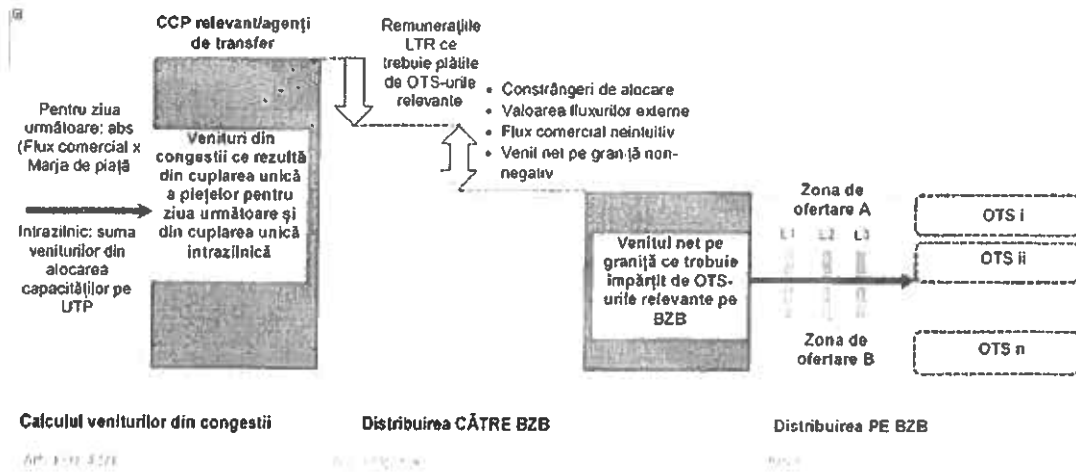 CCP relevant/agenți
de transfer
Pentru ziua
următoare: abs
(Flux comercial x
Marja de piață)
Intrazilnic: suma
veniturilor din
alocarea
capacităților pe
UTP
Venituri din
congestii ce rezultă
din cuplarea unică
a piețelor pentru
ziua următoare și
din cuplarea unică
intrazilnică
Remunerațiile
LTR ce
trebuie plătite
de OTS-urile
relevante
• Constrângeri de alocare
• Valoarea fluxurilor externe
• Flux comercial neintuitiv
• Venit net pe graniță non-
negativ
Venitul net pe
graniță ce trebuie
împărțit de OTS-
urile relevante pe
BZB
Zona de
ofertare A
L1 L2 L3
Zona de
ofertare B
OTS i
OTS ii
OTS n
Calculul veniturilor din congestii
Distribuirea CĂTRE BZB
Distribuirea PE BZB